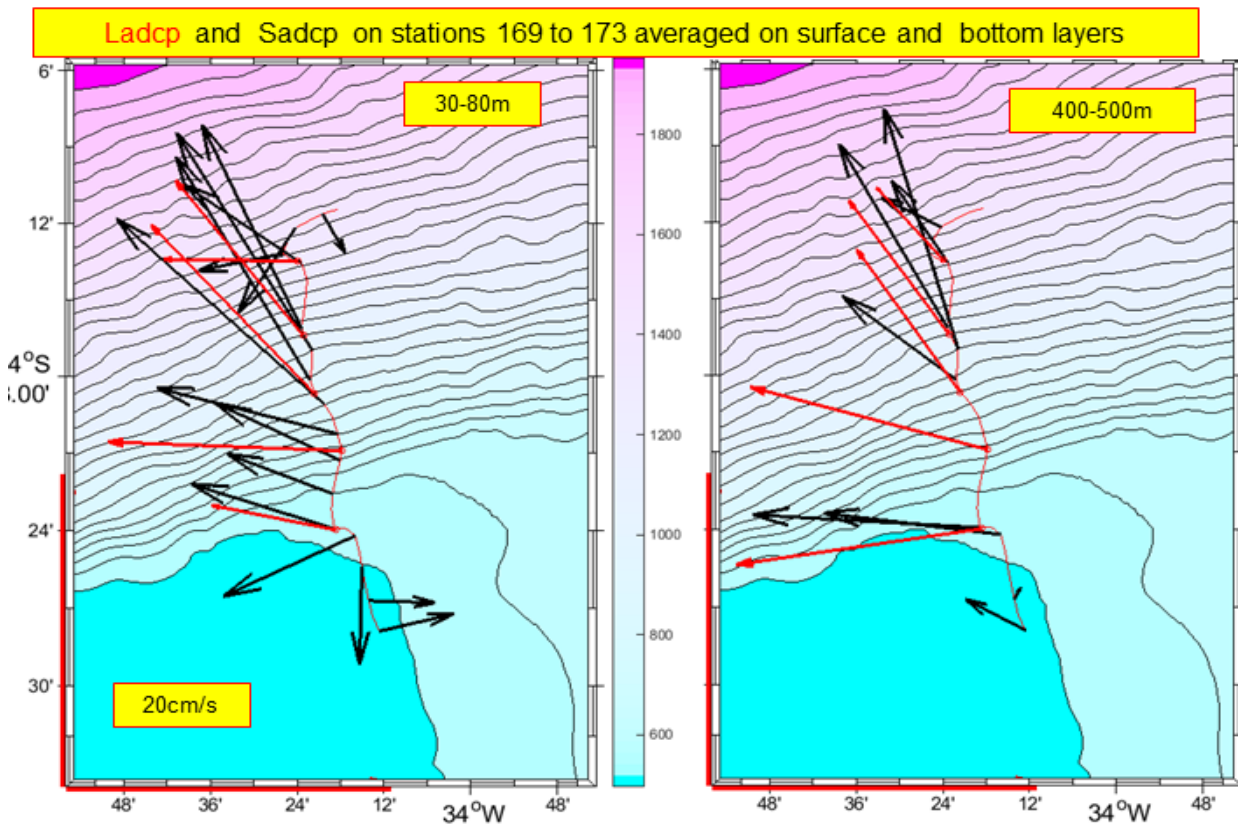 Ladcp and Sadcp on stations 169 to 173 averaged on surface and bottom layers
30-80m
400-500m
6'
12'
4°S
.00'
24'
30'
20cm/s
1800
1600
1400
1200
1000
800
600
48' 36' 24' 12' 34°W 48'
48' 36' 24' 12' 34°W 48'